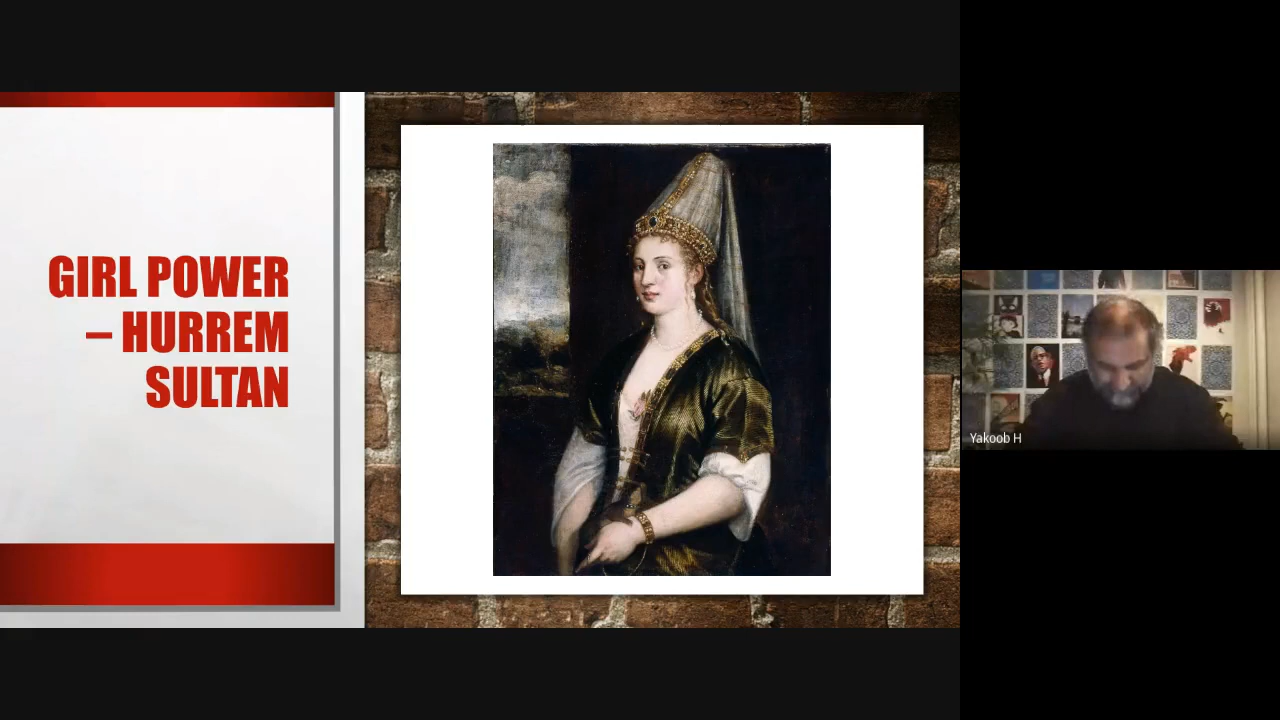 GIRL POWER
– HURREM
SULTAN
Yakoob H